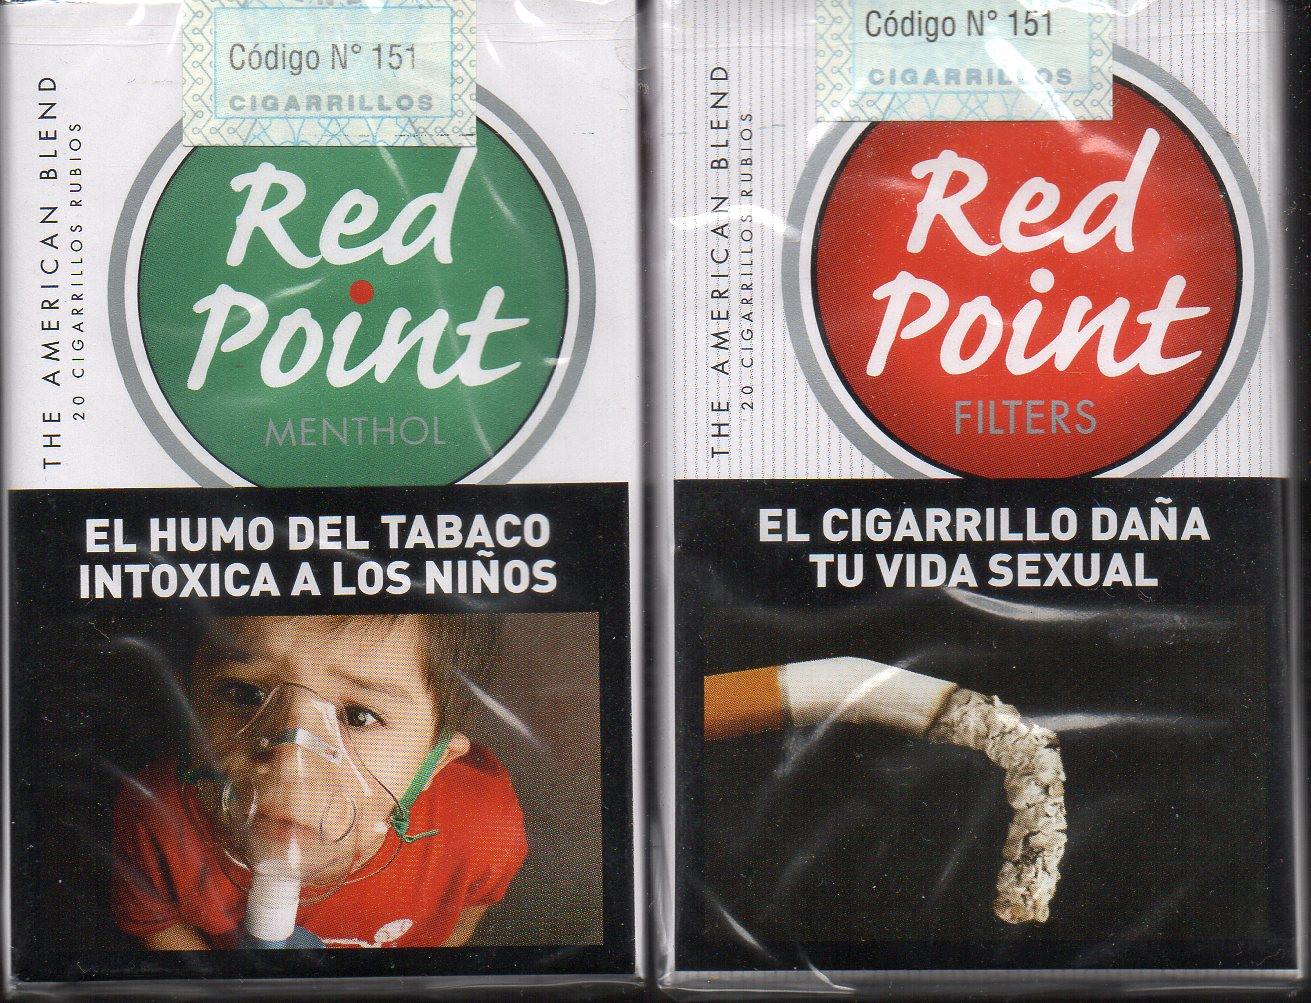 Código N° 151
CIGARRILLOS
THE AMERICAN BLEND
20 CIGARRILLOS RUBIOS
Red
Point
MENTHOL
EL HUMO DEL TABACO
INTOXICA A LOS NIÑOS
Código N° 151
CIGARRILLOS
THE AMERICAN BLEND
20 CIGARRILLOS RUBIOS
Red
Point
FILTERS
EL CIGARRILLO DAÑA
TU VIDA SEXUAL